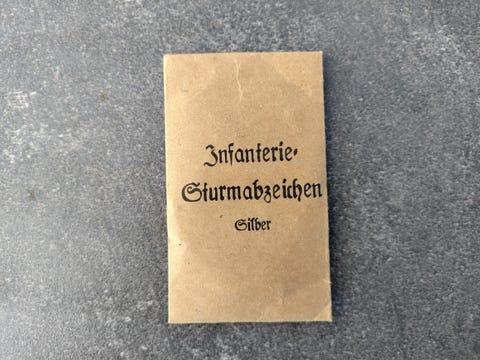 Infanterie-
Sturmabzeichen
Silber